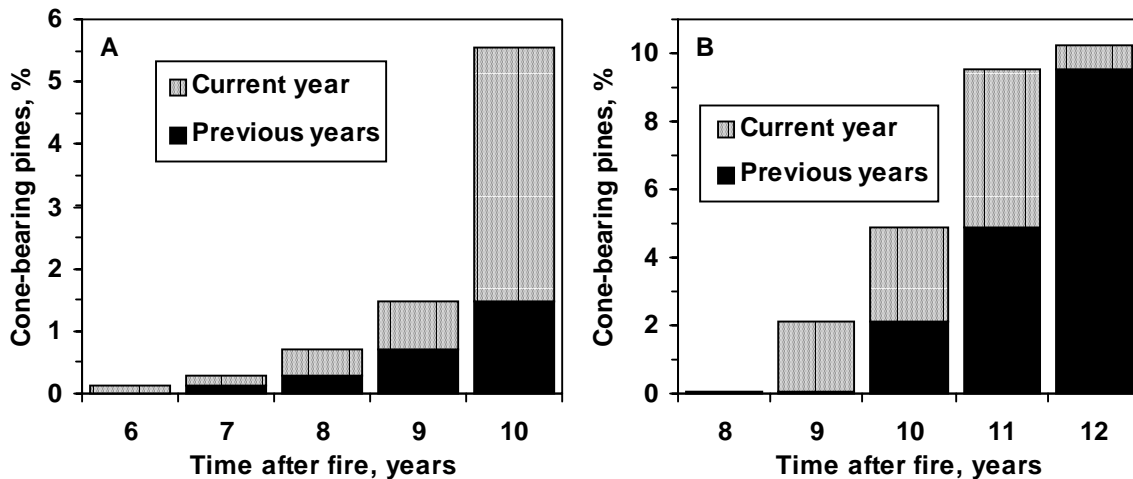 A
Current year
Previous years
Cone-bearing pines, %
6
5
4
3
2
1
0
6 7 8 9 10
Time after fire, years
B
Current year
Previous years
Cone-bearing pines, %
10
8
6
4
2
0
8 9 10 11 12
Time after fire, years